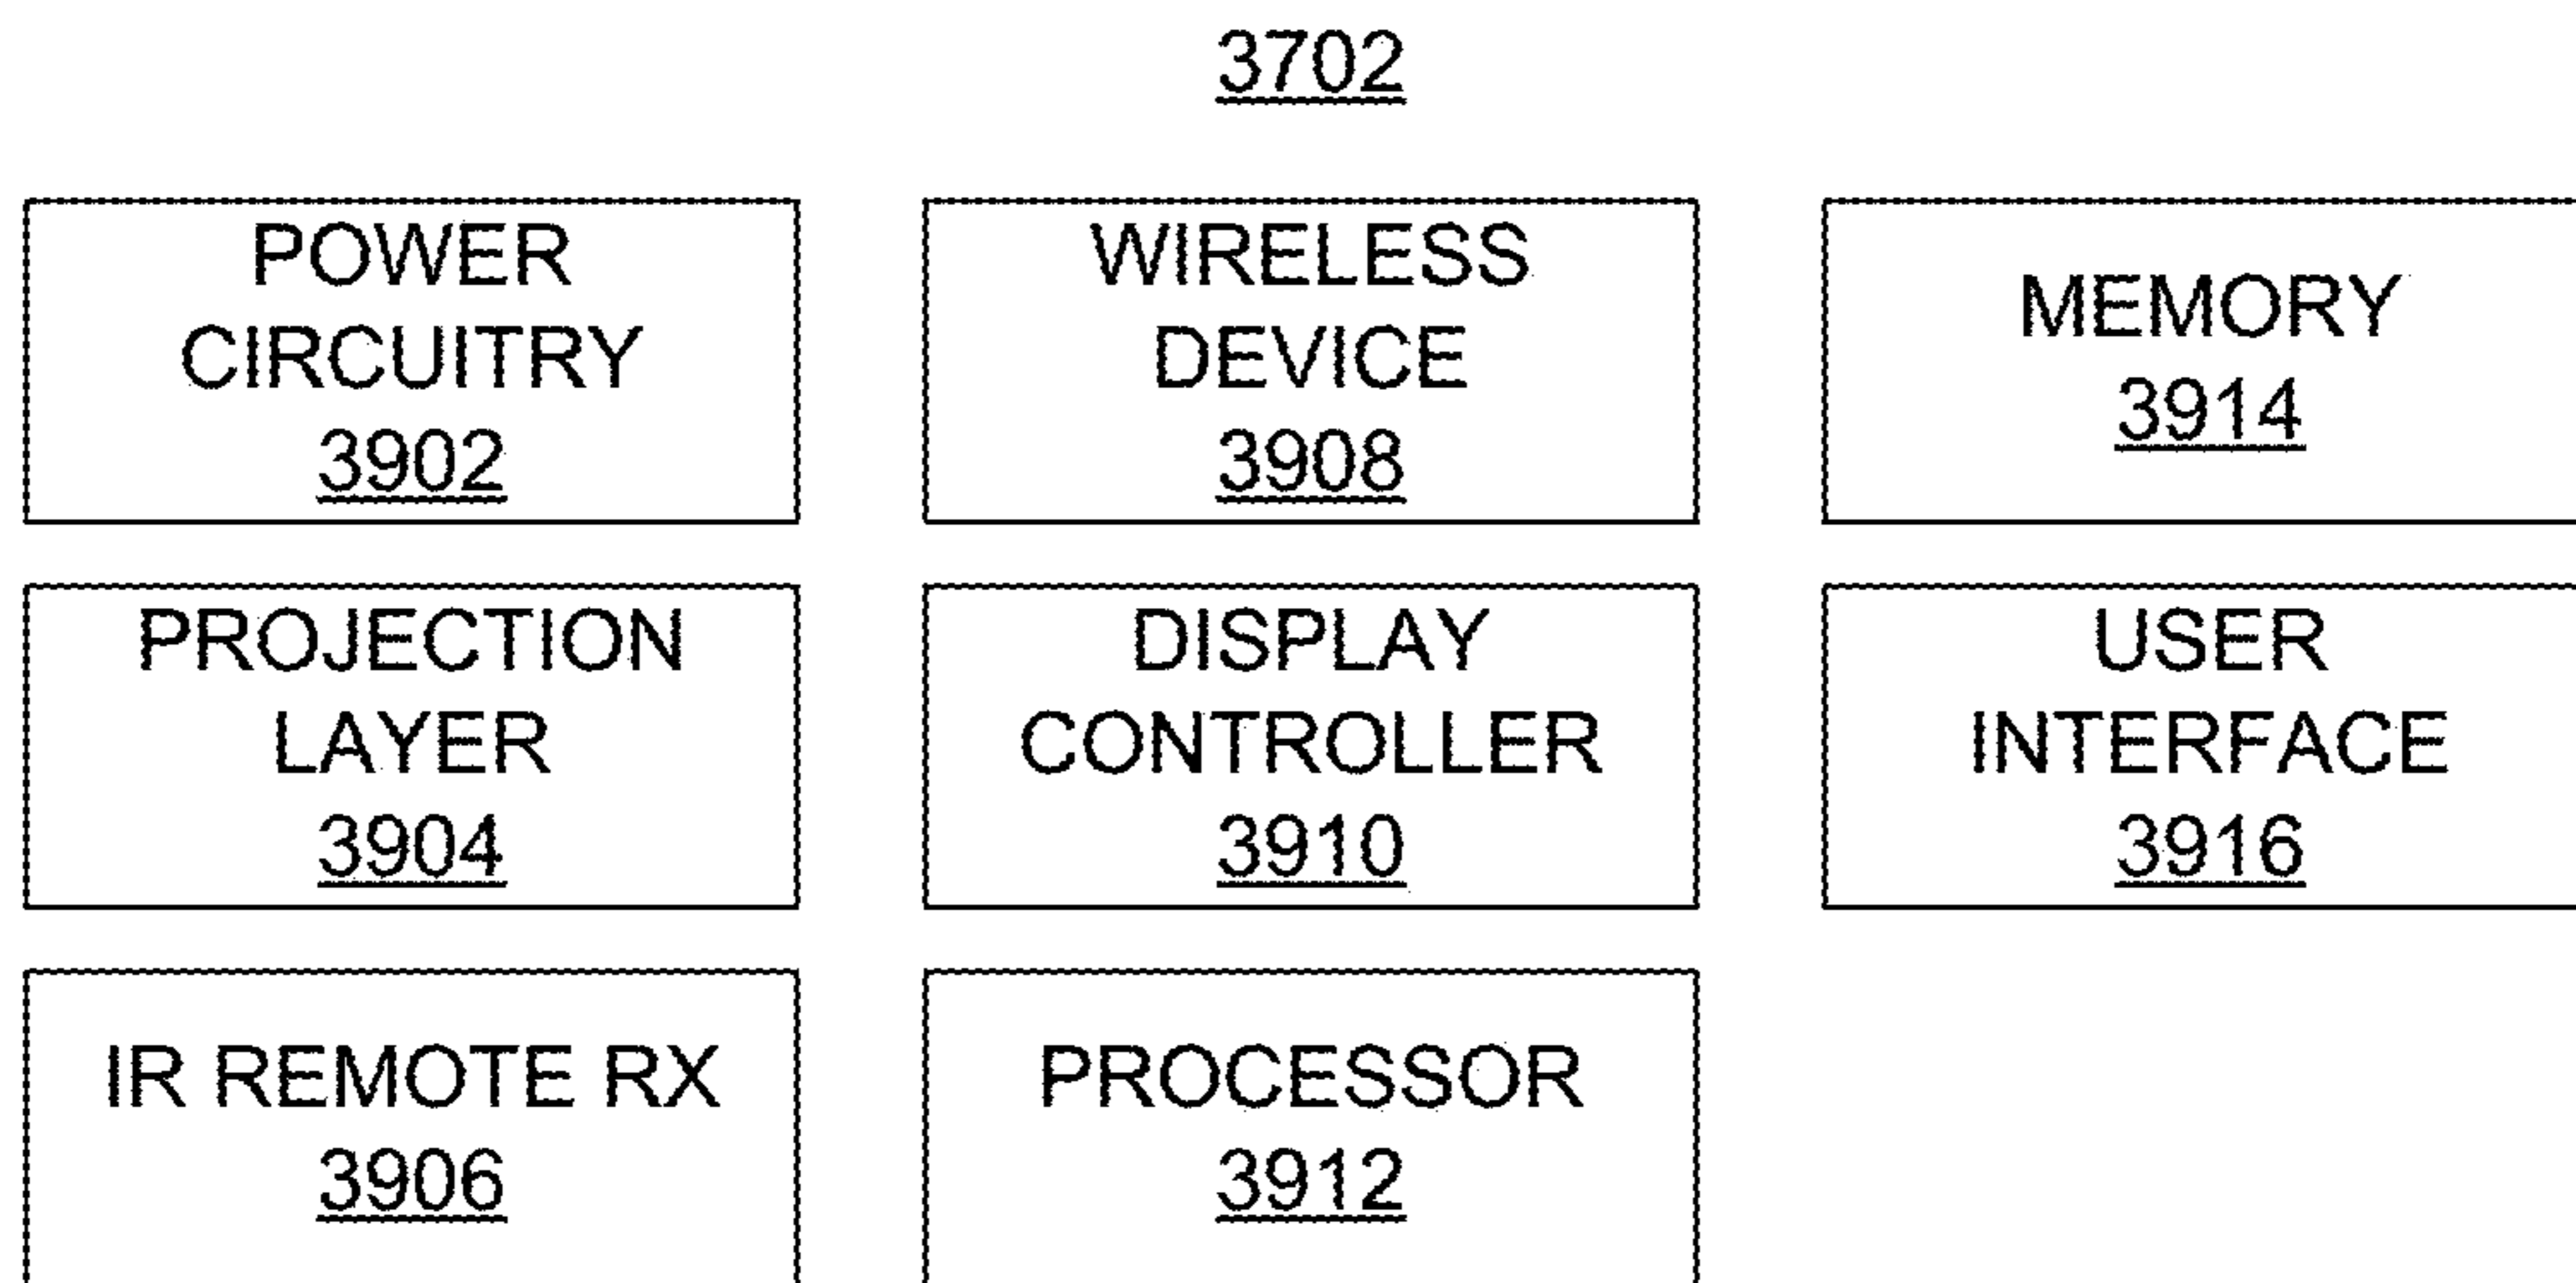 3702
POWER
CIRCUITRY
3902
WIRELESS
DEVICE
3908
MEMORY
3914
PROJECTION
LAYER
3904
DISPLAY
CONTROLLER
3910
USER
INTERFACE
3916
IR REMOTE RX
3906
PROCESSOR
3912